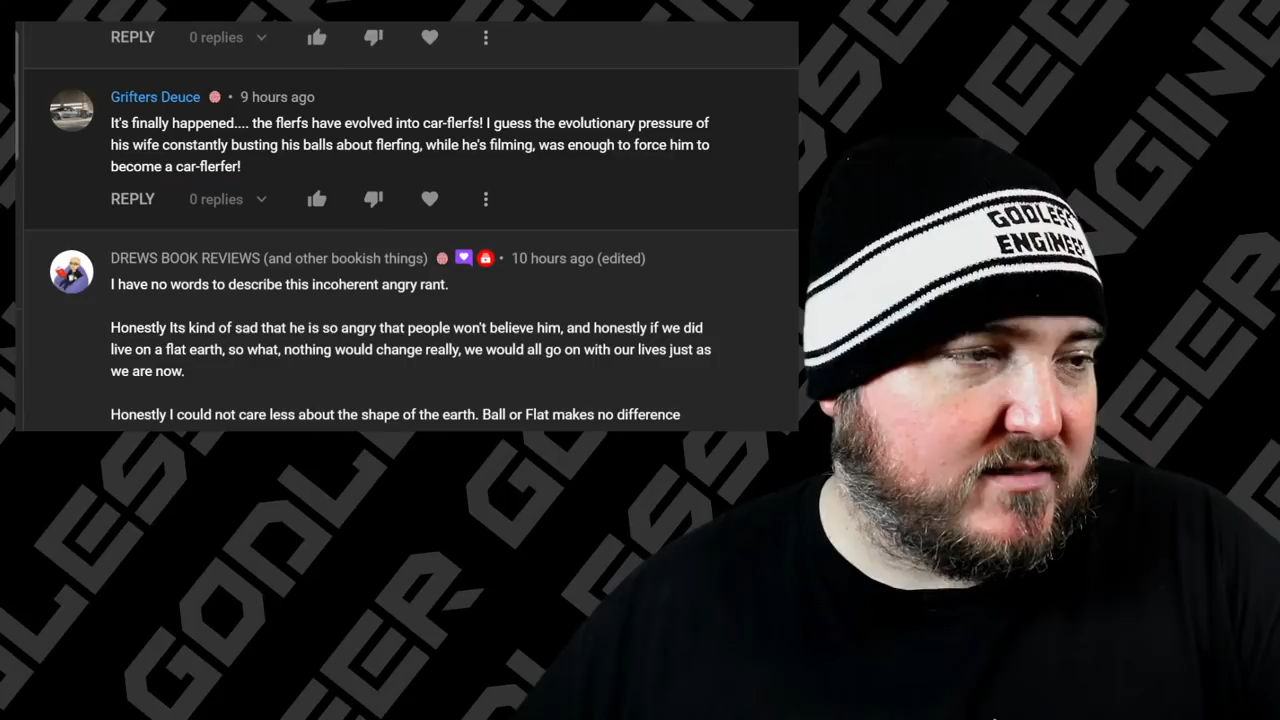 REPLY 0 replies
Grifters Deuce • 9 hours ago
It's finally happened.... the flerfs have evolved into car-flerfs! I guess the evolutionary pressure of
his wife constantly busting his balls about flerfing, while he's filming, was enough to force him to
become a car-flerfer!
REPLY 0 replies
DREWS BOOK REVIEWS (and other bookish things) • 10 hours ago (edited)
I have no words to describe this incoherent angry rant.
Honestly Its kind of sad that he is so angry that people won't believe him, and honestly if we did
live on a flat earth, so what, nothing would change really, we would all go on with our lives just as
we are now.
Honestly I could not care less about the shape of the earth. Ball or Flat makes no difference
GODLESS
ENGINEER